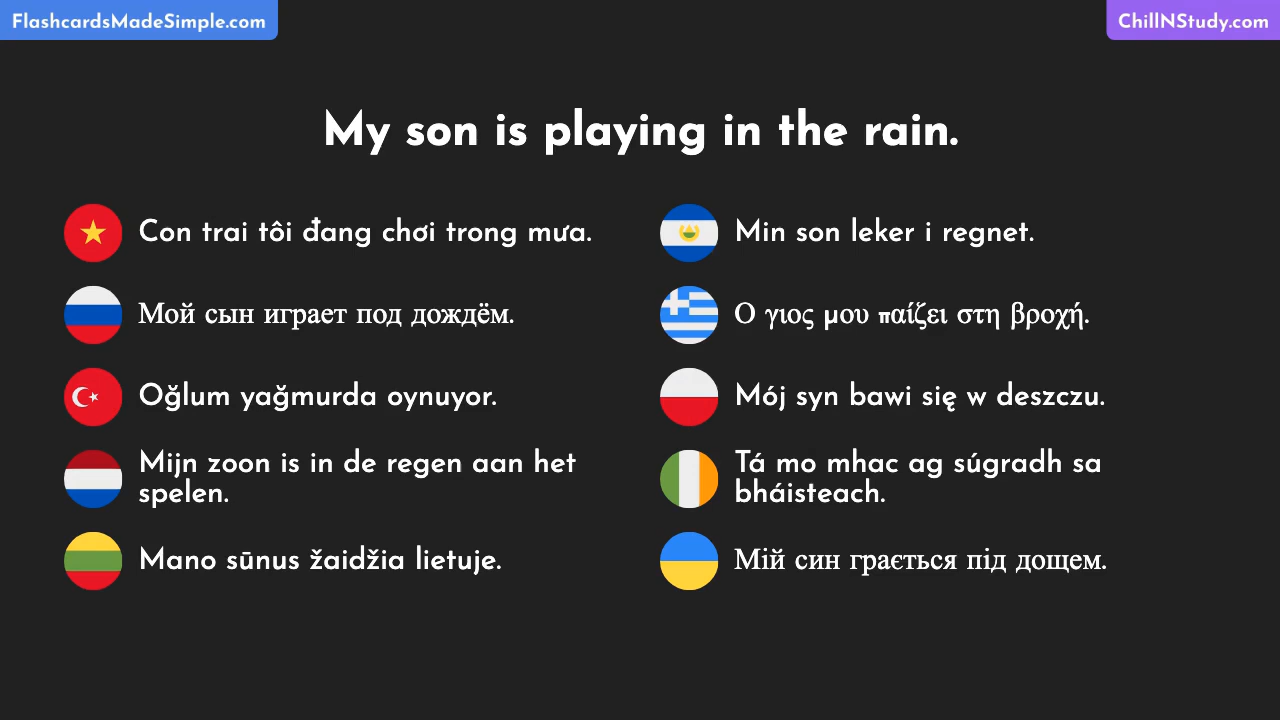 FlashcardsMadeSimple.com
ChillNStudy.com
My son is playing in the rain.
Con trai tôi đang chơi trong mưa.
Мой сын играет под дождём.
Oğlum yağmurda oynuyor.
Mijn zoon is in de regen aan het
spelen.
Mano sūnus žaidžia lietuje.
Min son leker i regnet.
Ο γιος μου παίζει στη βροχή.
Mój syn bawi się w deszczu.
Tá mo mhac ag súgradh sa
bháisteach.
Мій син грається під дощем.